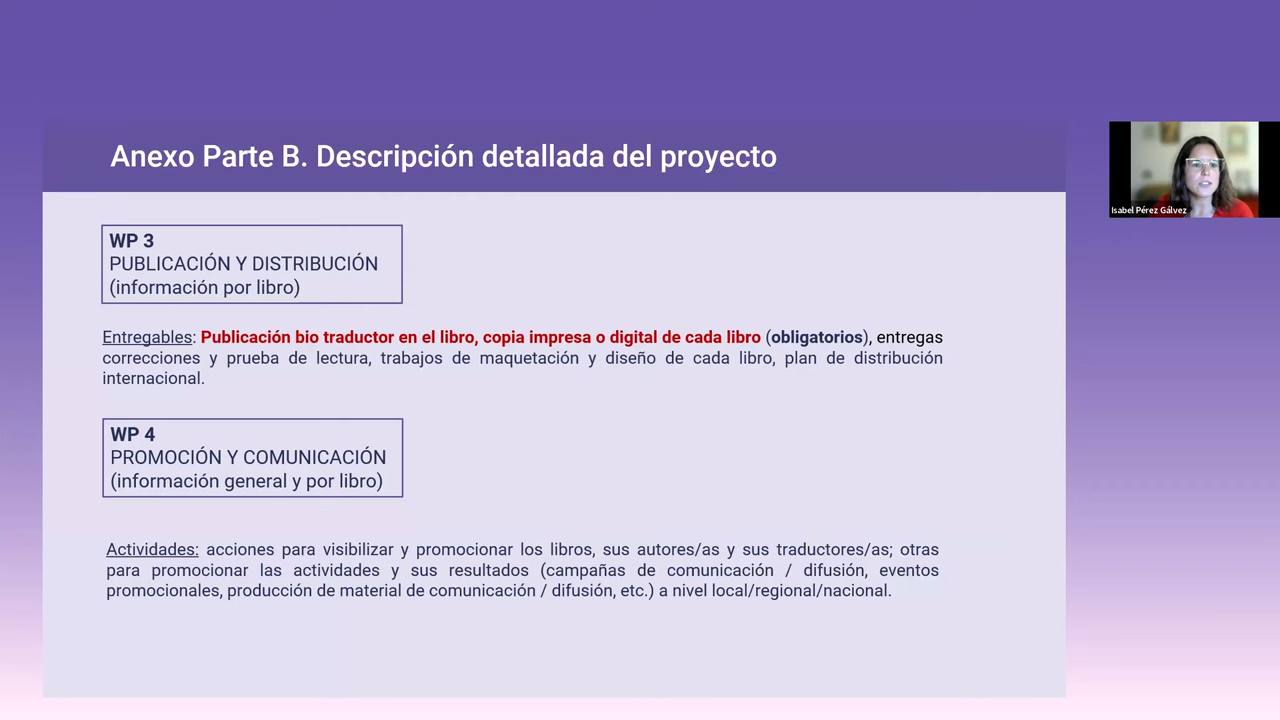 Anexo Parte B. Descripción detallada del proyecto
Isabel Pérez Gálvez
WP 3
PUBLICACIÓN Y DISTRIBUCIÓN
(información por libro)
Entregables: Publicación bio traductor en el libro, copia impresa o digital de cada libro (obligatorios), entregas
correcciones y prueba de lectura, trabajos de maquetación y diseño de cada libro, plan de distribución
internacional.
WP 4
PROMOCIÓN Y COMUNICACIÓN
(información general y por libro)
Actividades: acciones para visibilizar y promocionar los libros, sus autores/as y sus traductores/as; otras
para promocionar las actividades y sus resultados (campañas de comunicación / difusión, eventos
promocionales, producción de material de comunicación / difusión, etc.) a nivel local/regional/nacional.